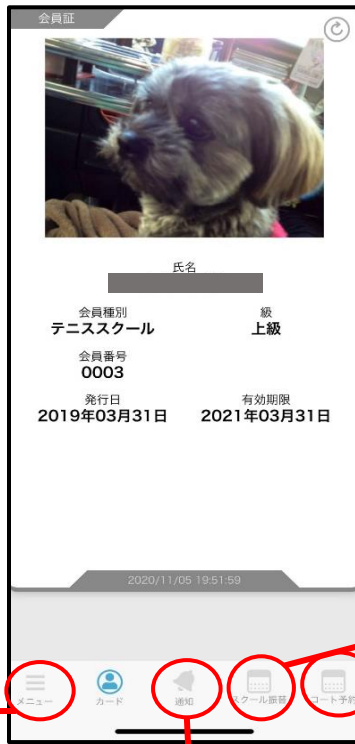 会員証
氏名
会員種別 級
テニススクール 上級
会員番号
0003
発行日 有効期限
2019年03月31日 2021年03月31日
2020/11/05 19:51:59
メニュー カード 通知 スクール振替 コート予約